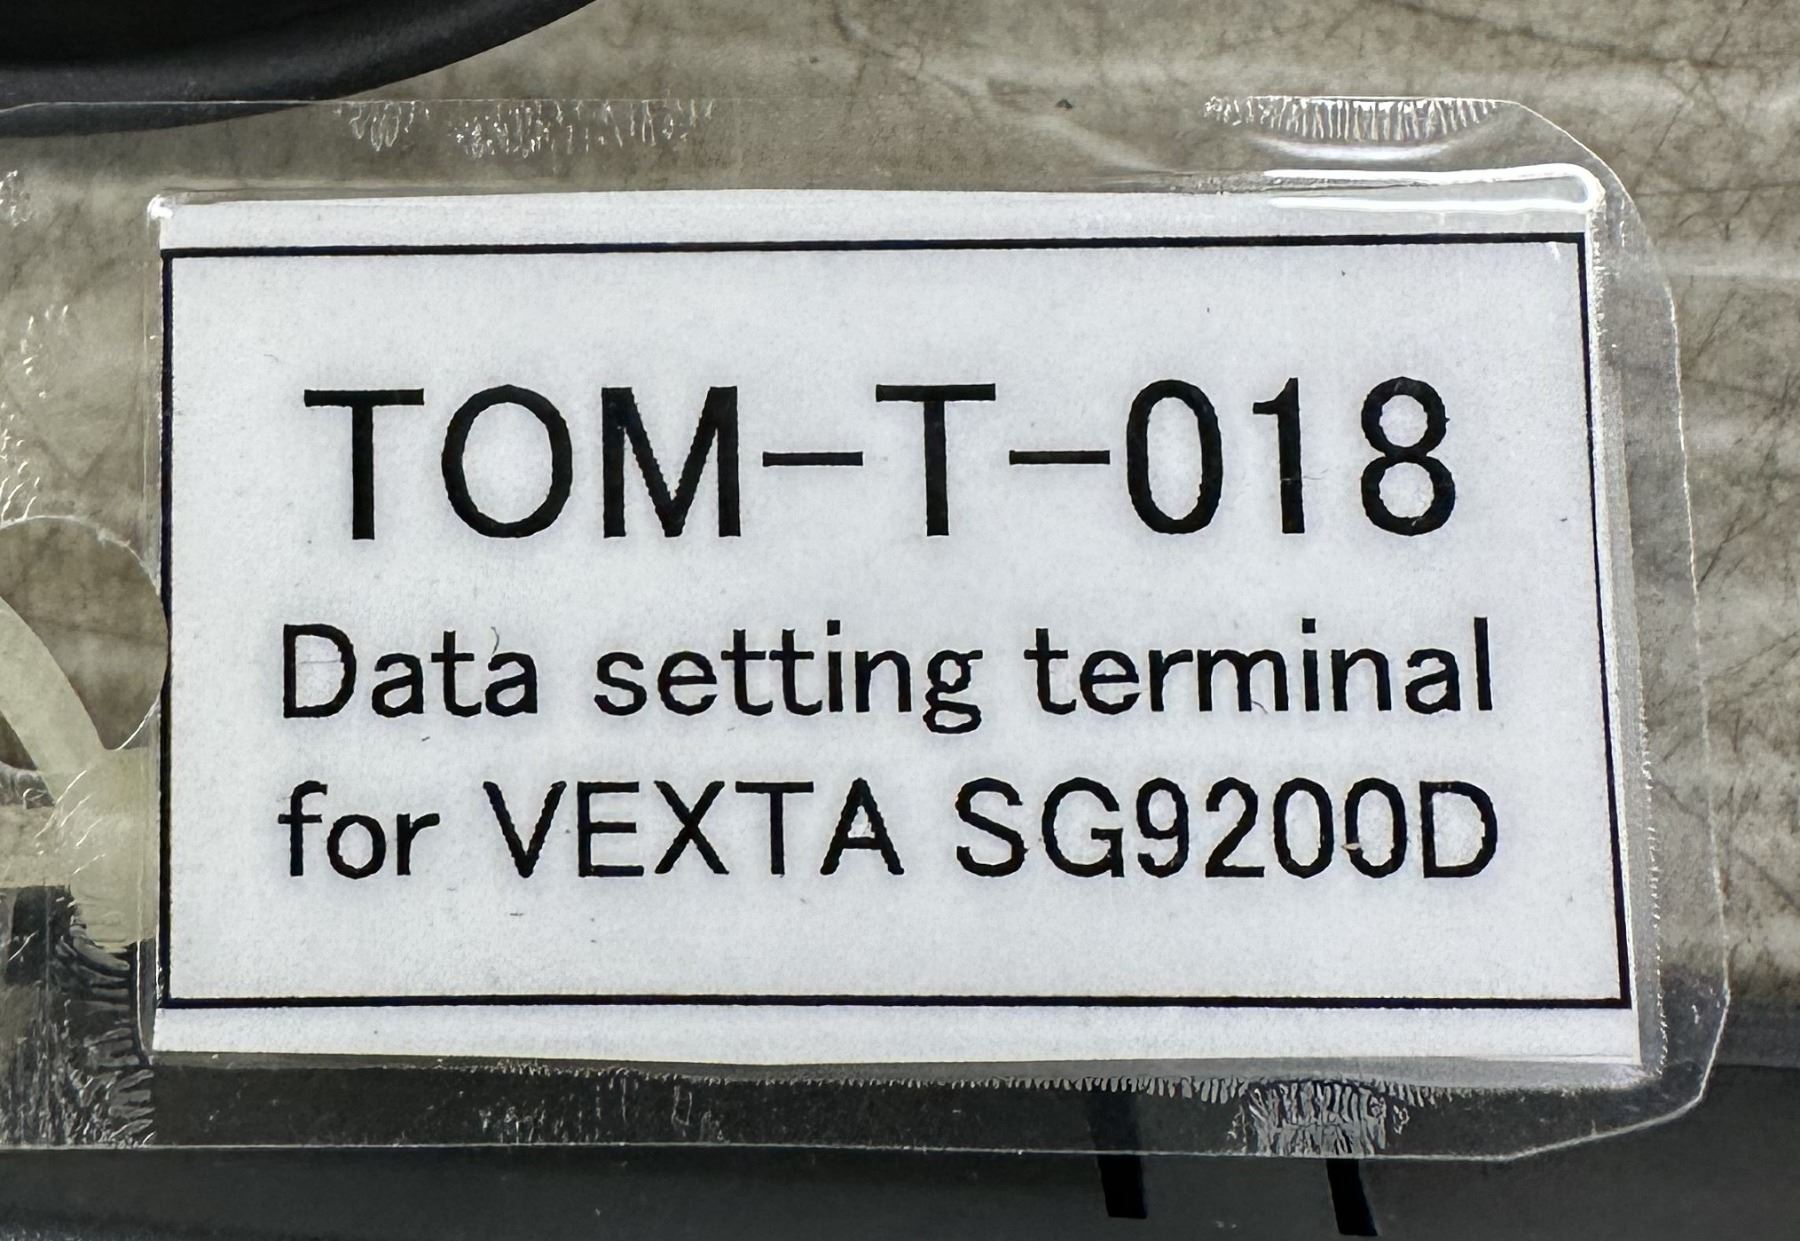 TOM-T-018
Data setting terminal
for VEXTA SG9200D